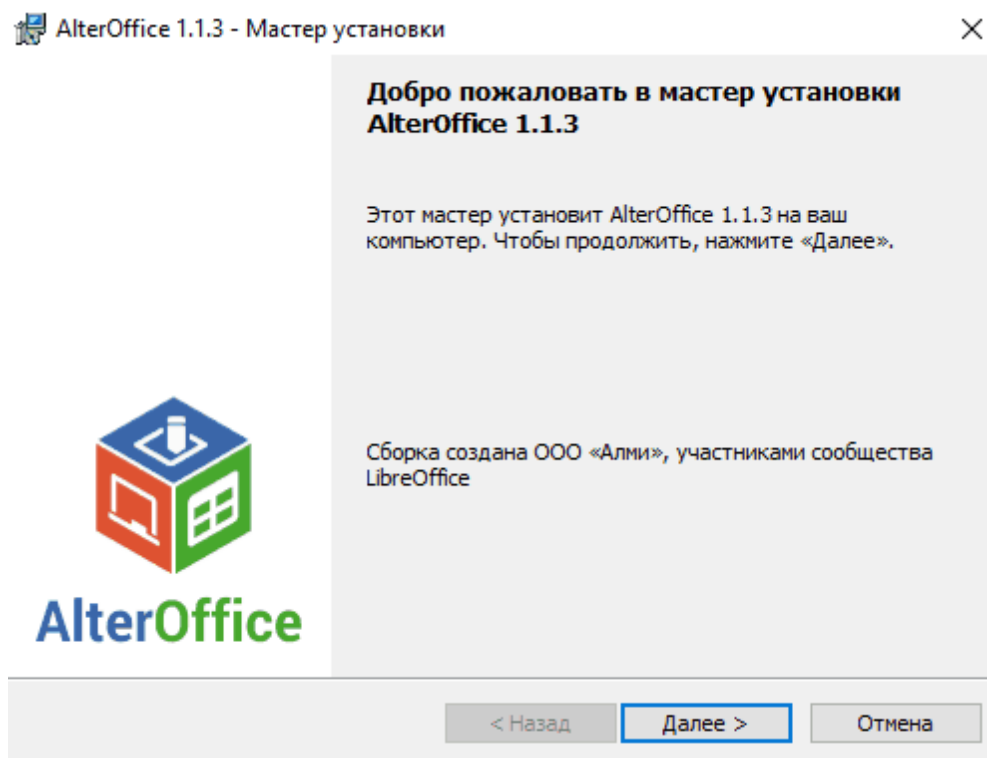 AlterOffice 1.1.3 - Мастер установки
Добро пожаловать в мастер установки
AlterOffice 1.1.3
Этот мастер установит AlterOffice 1.1.3 на ваш
компьютер. Чтобы продолжить, нажмите «Далее».
Сборка создана ООО «Алми», участниками сообщества
LibreOffice
AlterOffice
< Назад
Далее >
Отмена